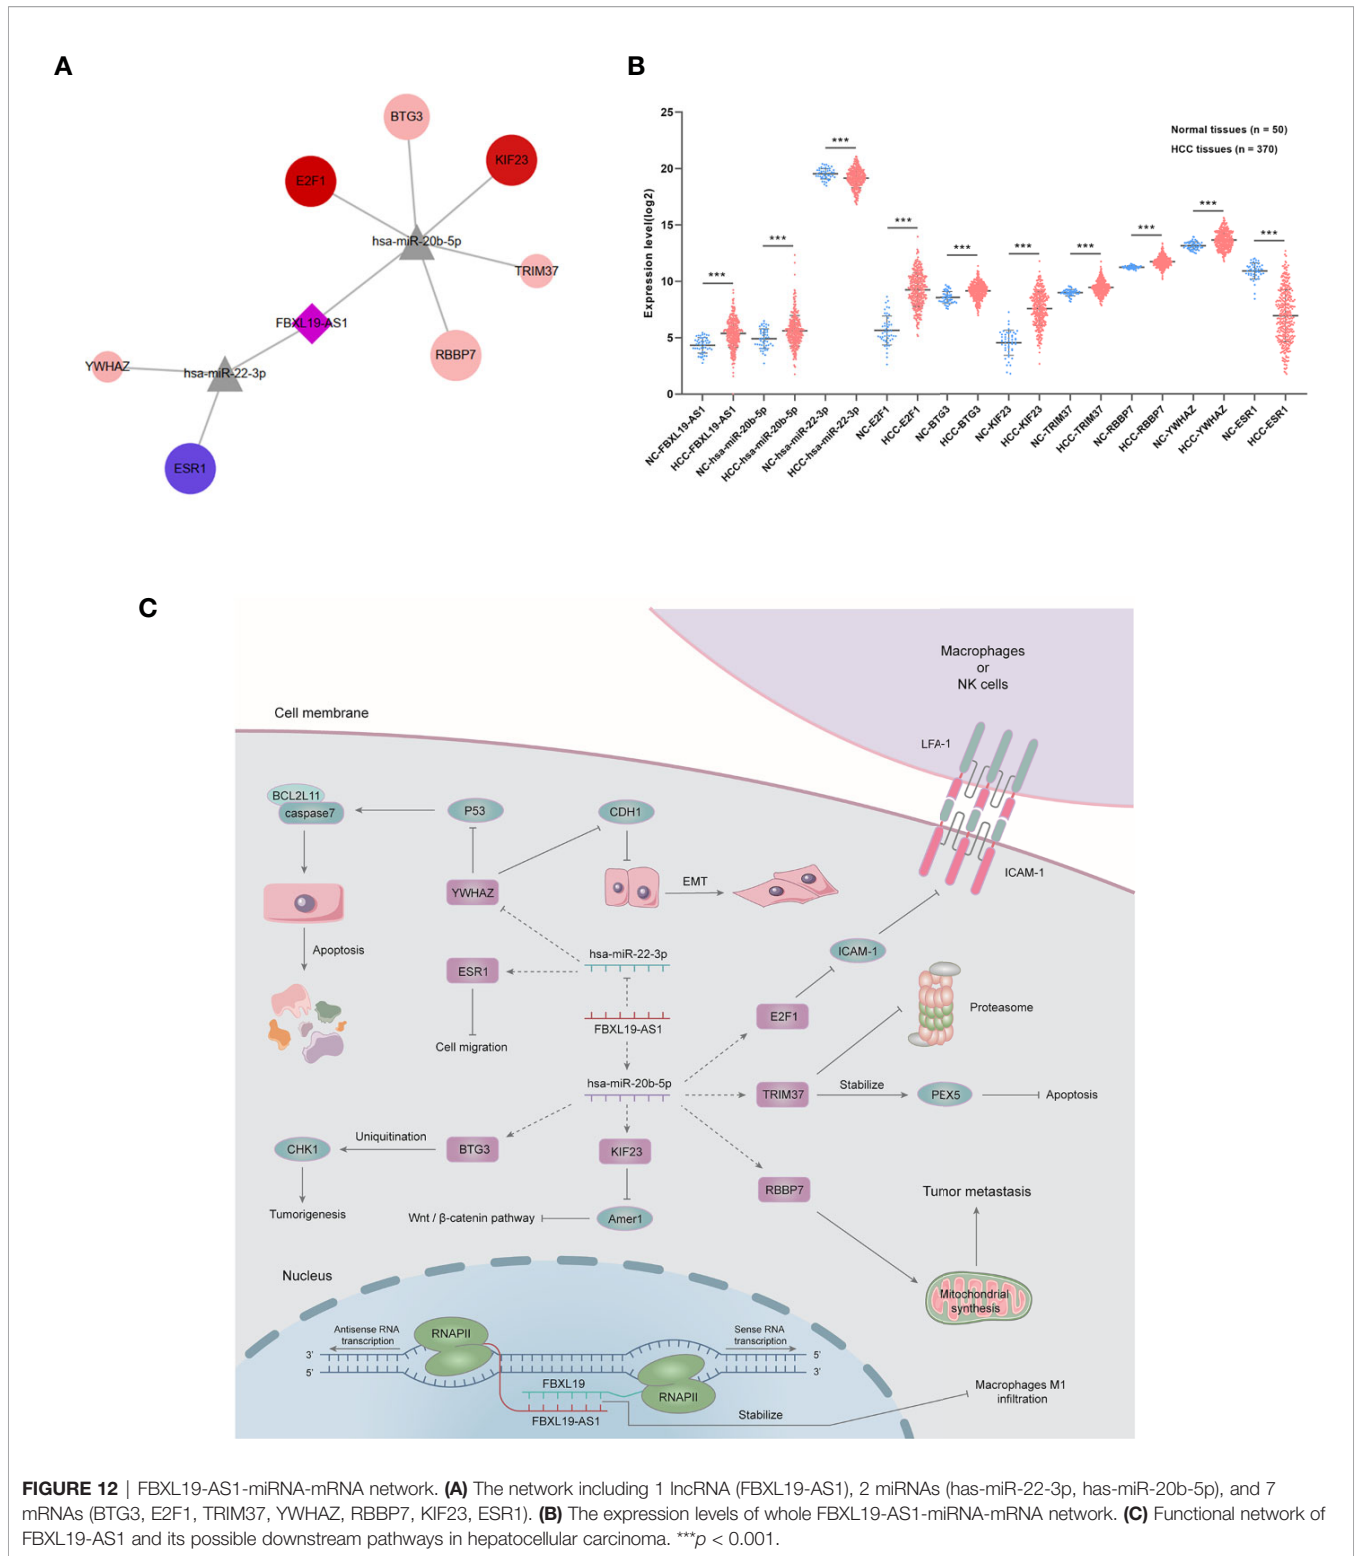 A
BTG3
KIF23
E2F1
hsa-miR-20b-5p
TRIM37
FBXL19-AS1
RBBP7
YWHAZ
hsa-miR-22-3p
ESR1
B
25
20
15
10
5
0
Expression level(log2)
Normal tissues (n = 50)
HCC tissues (n = 370)
***
***
***
***
***
***
***
***
***
***
NC-FBXL19-AS1
HCC-FBXL19-AS1
NC-hsa-miR-20b-5p
HCC-hsa-miR-20b-5p
NC-hsa-miR-22-3p
HCC-hsa-miR-22-3p
NC-E2F1
HCC-E2F1
NC-BTG3
HCC-BTG3
NC-KIF23
HCC-KIF23
NC-TRIM37
HCC-TRIM37
NC-RBBP7
HCC-RBBP7
NC-YWHAZ
HCC-YWHAZ
NC-ESR1
HCC-ESR1
C
Macrophages
or
NK cells
Cell membrane
LFA-1
ICAM-1
BCL2L11
caspase7
P53
CDH1
YWHAZ
EMT
Apoptosis
hsa-miR-22-3p
ESR1
ICAM-1
FBXL19-AS1
E2F1
Proteasome
Cell migration
hsa-miR-20b-5p
TRIM37
Stabilize
PEX5
Apoptosis
CHK1
Uniquitination
BTG3
KIF23
RBBP7
Tumor metastasis
Tumorigenesis
Wnt / β-catenin pathway
Amer1
Nucleus
Mitochondrial
synthesis
Antisense RNA
transcription
RNAPII
Sense RNA
transcription
3'
5'
5'
3'
FBXL19
RNAPII
FBXL19-AS1
Stabilize
Macrophages M1
infiltration
FIGURE 12 | FBXL19-AS1-miRNA-mRNA network. (A) The network including 1 lncRNA (FBXL19-AS1), 2 miRNAs (has-miR-22-3p, has-miR-20b-5p), and 7
mRNAs (BTG3, E2F1, TRIM37, YWHAZ, RBBP7, KIF23, ESR1). (B) The expression levels of whole FBXL19-AS1-miRNA-mRNA network. (C) Functional network of
FBXL19-AS1 and its possible downstream pathways in hepatocellular carcinoma. ***p < 0.001.